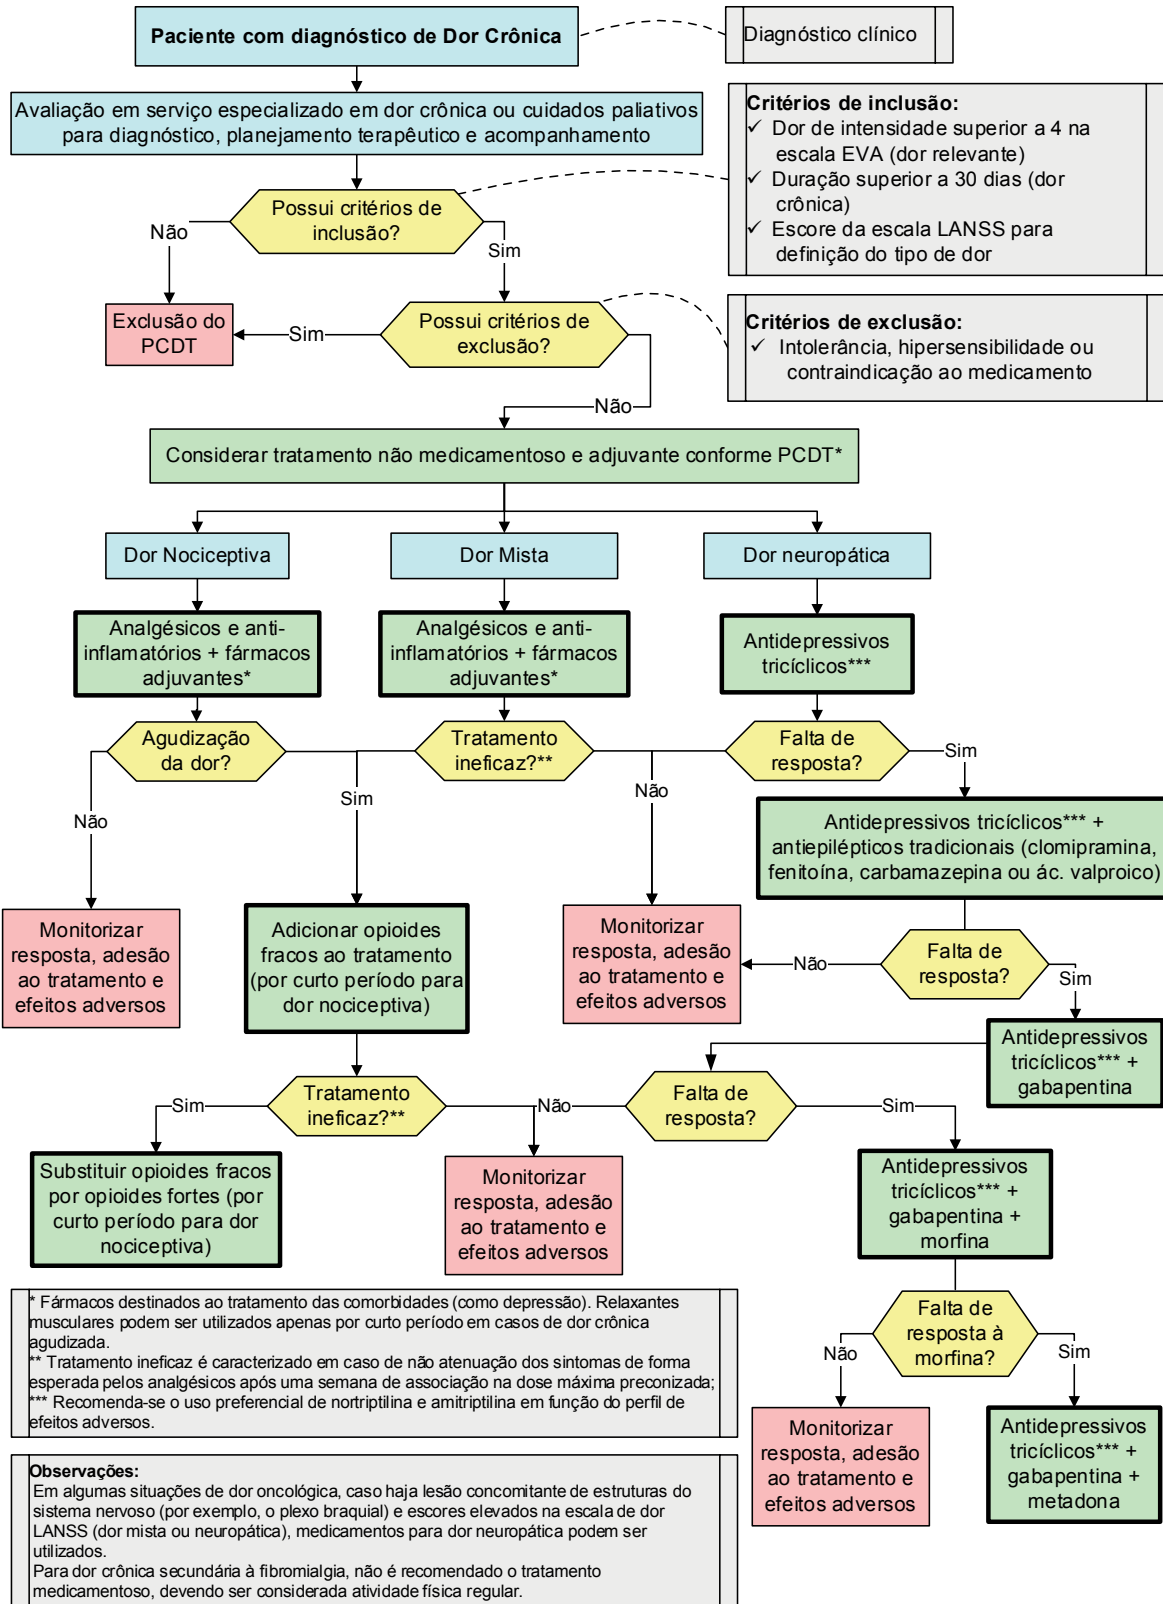 Paciente com diagnóstico de Dor Crônica
Diagnóstico clínico
Avaliação em serviço especializado em dor crônica ou cuidados paliativos
para diagnóstico, planejamento terapêutico e acompanhamento
Critérios de inclusão:
✓ Dor de intensidade superior a 4 na
escala EVA (dor relevante)
✓ Duração superior a 30 dias (dor
crônica)
✓ Escore da escala LANSS para
definição do tipo de dor
Possui critérios de
inclusão?
Não
Sim
Exclusão do
PCDT
Sim
Possui critérios de
exclusão?
Critérios de exclusão:
✓ Intolerância, hipersensibilidade ou
contraindicação ao medicamento
Não
Considerar tratamento não medicamentoso e adjuvante conforme PCDT*
Dor Nociceptiva
Dor Mista
Dor neuropática
Analgésicos e anti-
inflamatórios + fármacos
adjuvantes*
Analgésicos e anti-
inflamatórios + fármacos
adjuvantes*
Antidepressivos
tricíclicos***
Agudização
da dor?
Tratamento
ineficaz?**
Falta de
resposta?
Sim
Não
Sim
Não
Antidepressivos tricíclicos*** +
antiepilépticos tradicionais (clomipramina,
fenitoína, carbamazepina ou ác. valproico)
Monitorizar
resposta, adesão
ao tratamento e
efeitos adversos
Adicionar opioides
fracos ao tratamento
(por curto período para
dor nociceptiva)
Monitorizar
resposta, adesão
ao tratamento e
efeitos adversos
Não
Falta de
resposta?
Sim
Antidepressivos
tricíclicos*** +
gabapentina
Sim
Tratamento
ineficaz?**
Não
Falta de
resposta?
Sim
Substituir opioides fracos
por opioides fortes (por
curto período para dor
nociceptiva)
Monitorizar
resposta, adesão
ao tratamento e
efeitos adversos
Antidepressivos
tricíclicos*** +
gabapentina +
morfina
Falta de
resposta à
morfina?
Não
Sim
Monitorizar
resposta, adesão
ao tratamento e
efeitos adversos
Antidepressivos
tricíclicos*** +
gabapentina +
metadona
* Fármacos destinados ao tratamento das comorbidades (como depressão). Relaxantes
musculares podem ser utilizados apenas por curto período em casos de dor crônica
agudizada.
** Tratamento ineficaz é caracterizado em caso de não atenuação dos sintomas de forma
esperada pelos analgésicos após uma semana de associação na dose máxima preconizada;
*** Recomenda-se o uso preferencial de nortriptilina e amitriptilina em função do perfil de
efeitos adversos.
Observações:
Em algumas situações de dor oncológica, caso haja lesão concomitante de estruturas do
sistema nervoso (por exemplo, o plexo braquial) e escores elevados na escala de dor
LANSS (dor mista ou neuropática), medicamentos para dor neuropática podem ser
utilizados.
Para dor crônica secundária à fibromialgia, não é recomendado o tratamento
medicamentoso, devendo ser considerada atividade física regular.